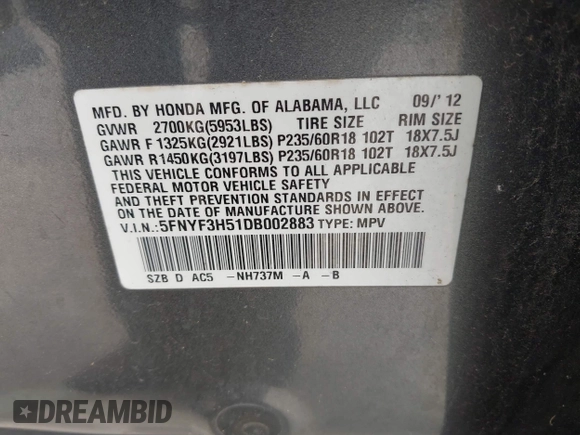 MFD. BY HONDA MFG. OF ALABAMA, LLC 09/' 12
GVWR 2700KG(5953LBS) TIRE SIZE RIM SIZE
GAWR F 1325KG(2921LBS) P235/60R18 102T 18X7.5J
GAWR R1450KG(3197LBS) P235/60R18 102T 18X7.5J
THIS VEHICLE CONFORMS TO ALL APPLICABLE
FEDERAL MOTOR VEHICLE SAFETY
AND THEFT PREVENTION STANDARDS IN EFFECT
ON THE DATE OF MANUFACTURE SHOWN ABOVE.
V.I.N.:5FNYF3H51DB002883 TYPE: MPV
SZB D AC5 -NH737M -A -B
DREAMBID